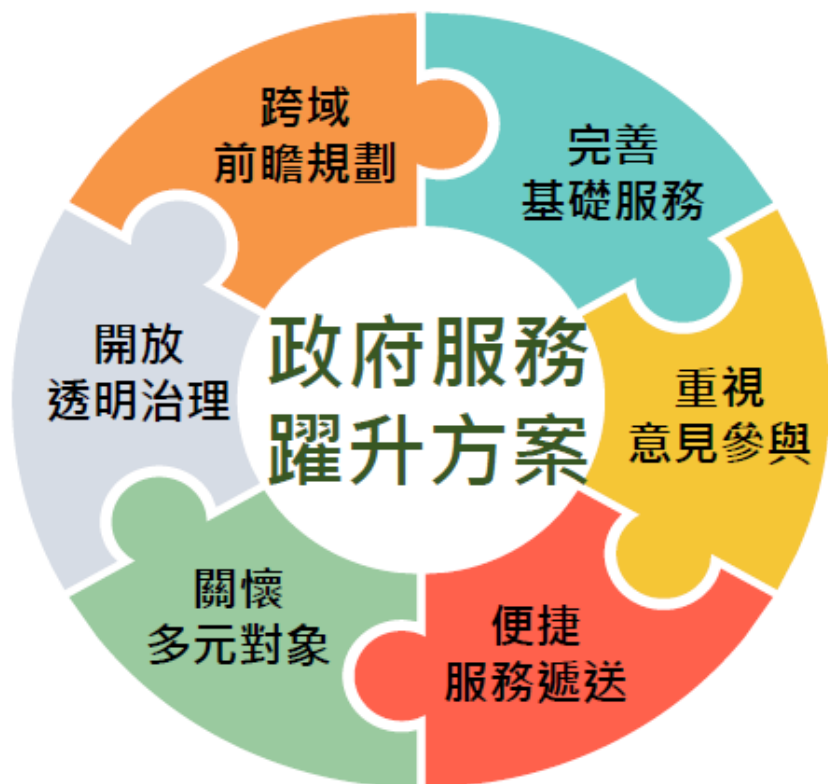 政府服務
躍升方案
完善
基礎服務
重視
意見參與
便捷
服務遞送
關懷
多元對象
開放
透明治理
跨域
前瞻規劃